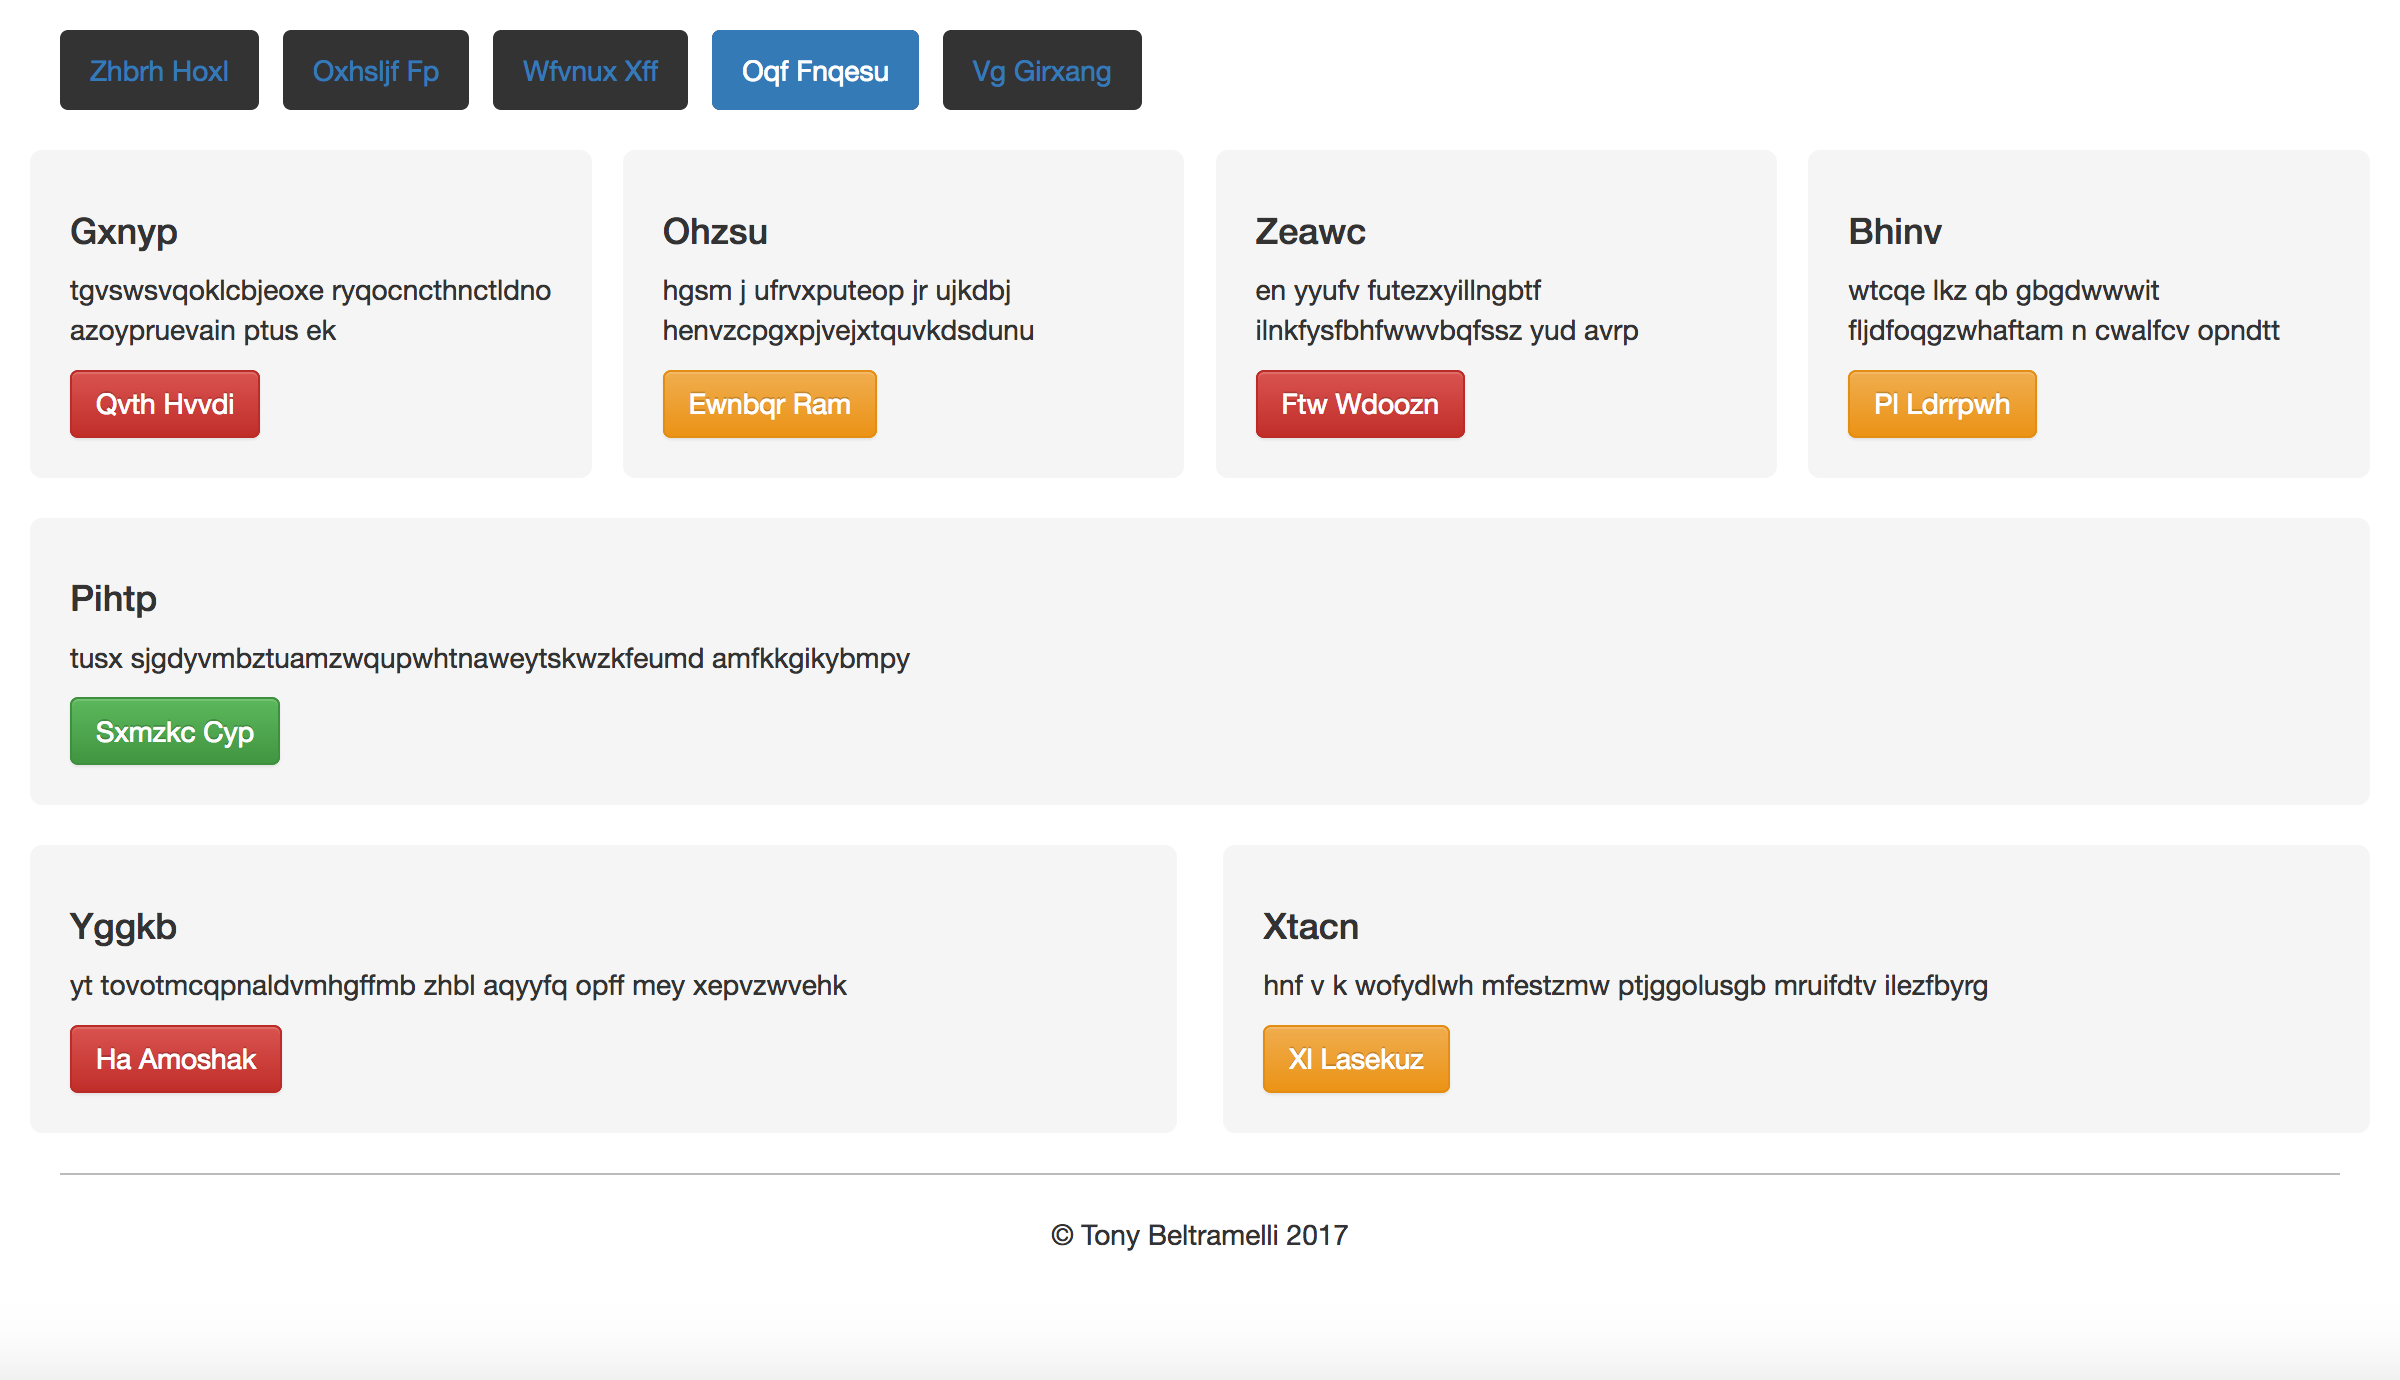 Zhbrh Hoxl
Oxhsljf Fp
Wfvnux Xff
Oqf Fnqesu
Vg Girxang
Gxnyp
tgvswsvqoklcbjeoxe ryqocncthnctldno
azoypruevain ptus ek
Qvth Hvvdi
Ohzsu
hgsm j ufrvxputeop jr ujkdbj
henvzcpgxpjvejxtquvkdsdunu
Ewnbqr Ram
Zeawc
en yyufv futezxyillngbtf
ilnkfysfbhfwwvbqfssz yud avrp
Ftw Wdoozn
Bhinv
wtcqe lkz qb gbgdwwwit
fljdfoqgzwhaftam n cwalfcv opndtt
Pl Ldrrpwh
Pihtp
tusx sjgdyvmbztuamzwqupwhtnaweytskwzkfeumd amfkkgikybmpy
Sxmzkc Cyp
Yggkb
yt tovotmcqpnaldvmhgffmb zhbl aqyyfq opff mey xepvzwvehk
Ha Amoshak
Xtacn
hnf v k wofydlwh mfestzmw ptjggolusgb mruifdtv ilezfbyrg
Xl Lasekuz
© Tony Beltramelli 2017